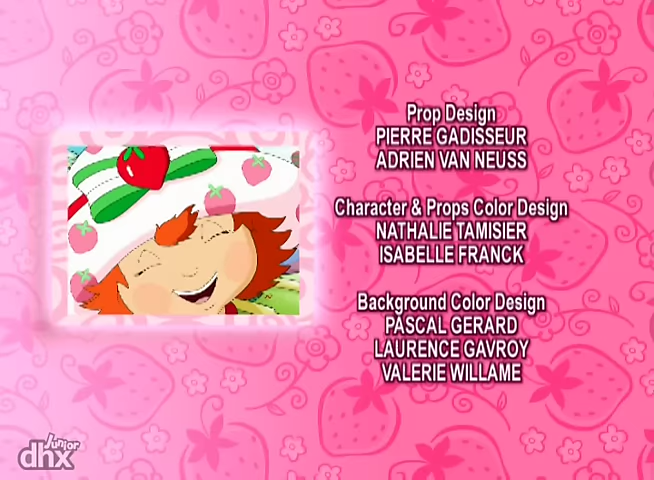 Prop Design
PIERRE GADISSEUR
ADRIEN VAN NEUSS
Character & Props Color Design
NATHALIE TAMISIER
ISABELLE FRANCK
Background Color Design
PASCAL GERARD
LAURENCE GAVROY
VALERIE WILLAME
dhx Junior